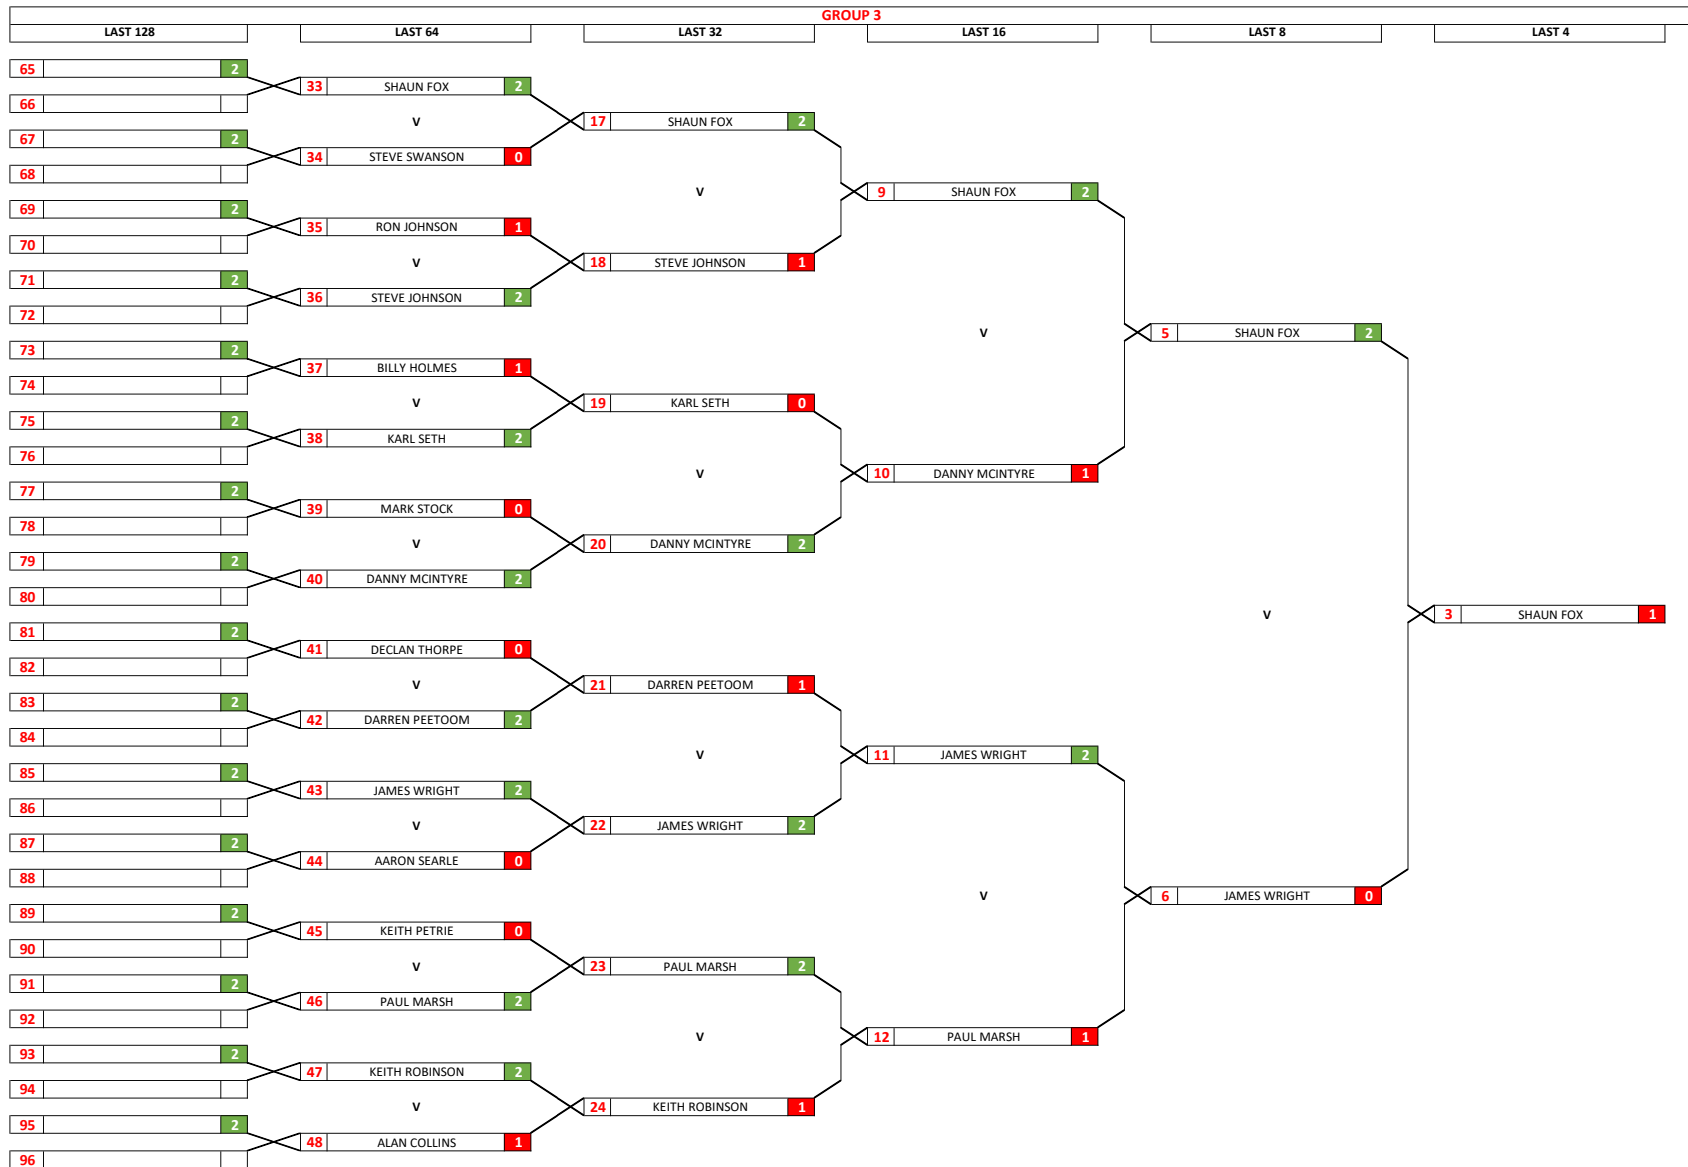 GROUP 3
LAST 128 LAST 64 LAST 32 LAST 16 LAST 8 LAST 4
65 2
33 SHAUN FOX 2
66
V
17 SHAUN FOX 2
67 2
34 STEVE SWANSON 0
68
V
9 SHAUN FOX 2
69 2
35 RON JOHNSON 1
70
V
18 STEVE JOHNSON 1
71 2
36 STEVE JOHNSON 2
72
V
5 SHAUN FOX 2
73 2
37 BILLY HOLMES 1
74
V
19 KARL SETH 0
75 2
38 KARL SETH 2
76
V
10 DANNY MCINTYRE 1
77 2
39 MARK STOCK 0
78
V
20 DANNY MCINTYRE 2
79 2
40 DANNY MCINTYRE 2
80
V
3 SHAUN FOX 1
81 2
41 DECLAN THORPE 0
82
V
21 DARREN PEETOOM 1
83 2
42 DARREN PEETOOM 2
84
V
11 JAMES WRIGHT 2
85 2
43 JAMES WRIGHT 2
86
V
22 JAMES WRIGHT 2
87 2
44 AARON SEARLE 0
88
V
6 JAMES WRIGHT 0
89 2
45 KEITH PETRIE 0
90
V
23 PAUL MARSH 2
91 2
46 PAUL MARSH 2
92
V
12 PAUL MARSH 1
93 2
47 KEITH ROBINSON 2
94
V
24 KEITH ROBINSON 1
95 2
48 ALAN COLLINS 1
96